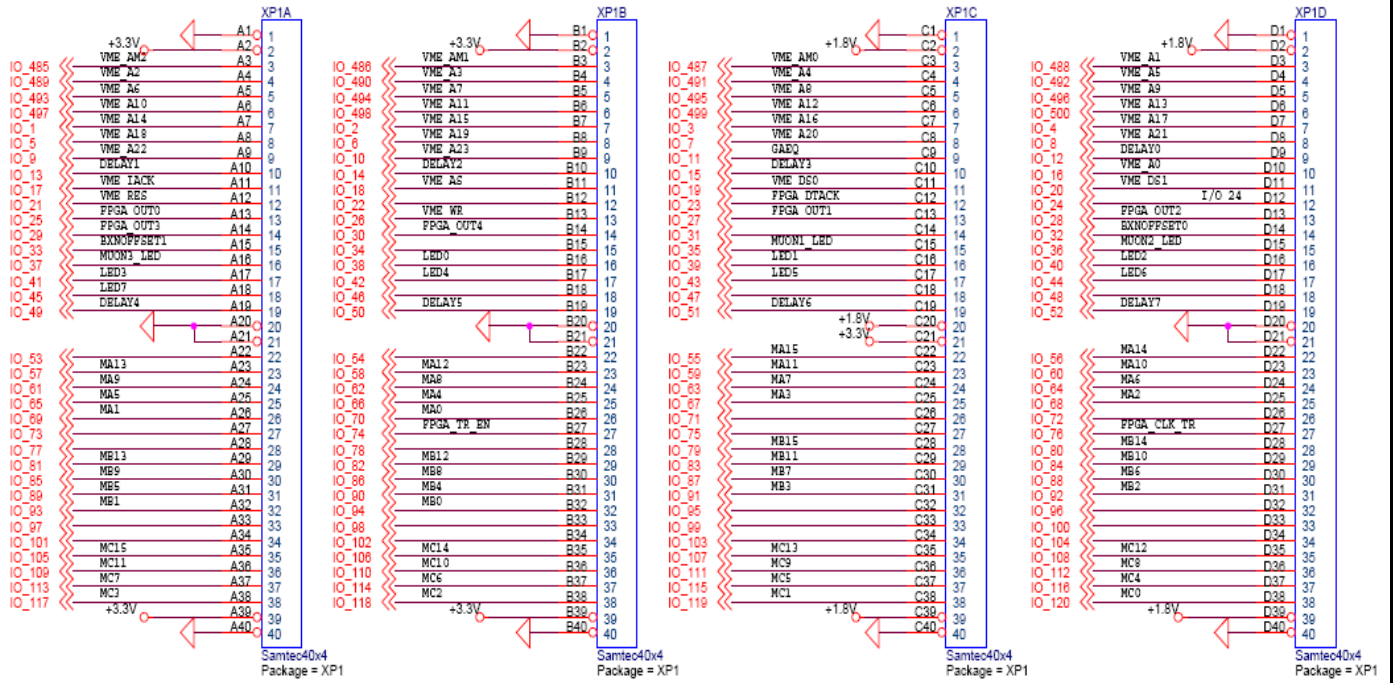 XP1A
A1 1
+3.3V A2 2
IO_485 VME_AM2 A3 3
IO_489 VME_A2 A4 4
IO_493 VME_A6 A5 5
IO_497 VME_A10 A6 6
IO_1 VME_A14 A7 7
IO_5 VME_A18 A8 8
IO_9 VME_A22 A9 9
IO_13 DELAY1 A10 10
IO_17 VME_IACK A11 11
IO_21 VME_RES A12 12
IO_25 FPGA_OUT0 A13 13
IO_29 FPGA_OUT3 A14 14
IO_33 BXNOFFSET1 A15 15
IO_37 MUON3_LED A16 16
IO_41 LED3 A17 17
IO_45 LED7 A18 18
IO_49 DELAY4 A19 19
A20 20
A21 21
IO_53 A22 22
IO_57 MA13 A23 23
IO_61 MA9 A24 24
IO_65 MA5 A25 25
IO_69 MA1 A26 26
IO_73 A27 27
IO_77 A28 28
IO_81 MB13 A29 29
IO_85 MB9 A30 30
IO_89 MB5 A31 31
IO_93 MB1 A32 32
IO_97 A33 33
IO_101 A34 34
IO_105 MC15 A35 35
IO_109 MC11 A36 36
IO_113 MC7 A37 37
IO_117 MC3 A38 38
+3.3V A39 39
A40 40
Samtec40x4
Package = XP1
XP1B
B1 1
+3.3V B2 2
IO_486 VME_AM1 B3 3
IO_490 VME_A3 B4 4
IO_494 VME_A7 B5 5
IO_498 VME_A11 B6 6
IO_2 VME_A15 B7 7
IO_6 VME_A19 B8 8
IO_10 VME_A23 B9 9
IO_14 DELAY2 B10 10
IO_18 VME_AS B11 11
IO_22 B12 12
IO_26 VME_WR B13 13
IO_30 FPGA_OUT4 B14 14
IO_34 B15 15
IO_38 LED0 B16 16
IO_42 LED4 B17 17
IO_46 B18 18
IO_50 DELAY5 B19 19
B20 20
B21 21
IO_54 B22 22
IO_58 MA12 B23 23
IO_62 MA8 B24 24
IO_66 MA4 B25 25
IO_70 MA0 B26 26
IO_74 FPGA_TR_EN B27 27
IO_78 B28 28
IO_82 MB12 B29 29
IO_86 MB8 B30 30
IO_90 MB4 B31 31
IO_94 MB0 B32 32
IO_98 B33 33
IO_102 B34 34
IO_106 MC14 B35 35
IO_110 MC10 B36 36
IO_114 MC6 B37 37
IO_118 MC2 B38 38
+3.3V B39 39
B40 40
Samtec40x4
Package = XP1
XP1C
C1 1
+1.8V C2 2
IO_487 VME_AM0 C3 3
IO_491 VME_A4 C4 4
IO_495 VME_A8 C5 5
IO_499 VME_A12 C6 6
IO_3 VME_A16 C7 7
IO_7 VME_A20 C8 8
IO_11 GAEQ C9 9
IO_15 DELAY3 C10 10
IO_19 VME_DS0 C11 11
IO_23 FPGA_DTACK C12 12
IO_27 FPGA_OUT1 C13 13
IO_31 C14 14
IO_35 MUON1_LED C15 15
IO_39 LED1 C16 16
IO_43 LED5 C17 17
IO_47 C18 18
IO_51 DELAY6 C19 19
+1.8V C20 20
+3.3V C21 21
IO_55 MA15 C22 22
IO_59 MA11 C23 23
IO_63 MA7 C24 24
IO_67 MA3 C25 25
IO_71 C26 26
IO_75 C27 27
IO_79 MB15 C28 28
IO_83 MB11 C29 29
IO_87 MB7 C30 30
IO_91 MB3 C31 31
IO_95 C32 32
IO_99 C33 33
IO_103 C34 34
IO_107 MC13 C35 35
IO_111 MC9 C36 36
IO_115 MC5 C37 37
IO_119 MC1 C38 38
+1.8V C39 39
C40 40
Samtec40x4
Package = XP1
XP1D
D1 1
+1.8V D2 2
IO_488 VME_A1 D3 3
IO_492 VME_A5 D4 4
IO_496 VME_A9 D5 5
IO_500 VME_A13 D6 6
IO_4 VME_A17 D7 7
IO_8 VME_A21 D8 8
IO_12 DELAY0 D9 9
IO_16 VME_A0 D10 10
IO_20 VME_DS1 D11 11
IO_24 I/O 24 D12 12
IO_28 FPGA_OUT2 D13 13
IO_32 BXNOFFSET0 D14 14
IO_36 MUON2_LED D15 15
IO_40 LED2 D16 16
IO_44 LED6 D17 17
IO_48 D18 18
IO_52 DELAY7 D19 19
D20 20
D21 21
IO_56 MA14 D22 22
IO_60 MA10 D23 23
IO_64 MA6 D24 24
IO_68 MA2 D25 25
IO_72 D26 26
IO_76 FPGA_CLK_TR D27 27
IO_80 MB14 D28 28
IO_84 MB10 D29 29
IO_88 MB6 D30 30
IO_92 MB2 D31 31
IO_96 D32 32
IO_100 D33 33
IO_104 D34 34
IO_108 MC12 D35 35
IO_112 MC8 D36 36
IO_116 MC4 D37 37
IO_120 MC0 D38 38
+1.8V D39 39
D40 40
Samtec40x4
Package = XP1